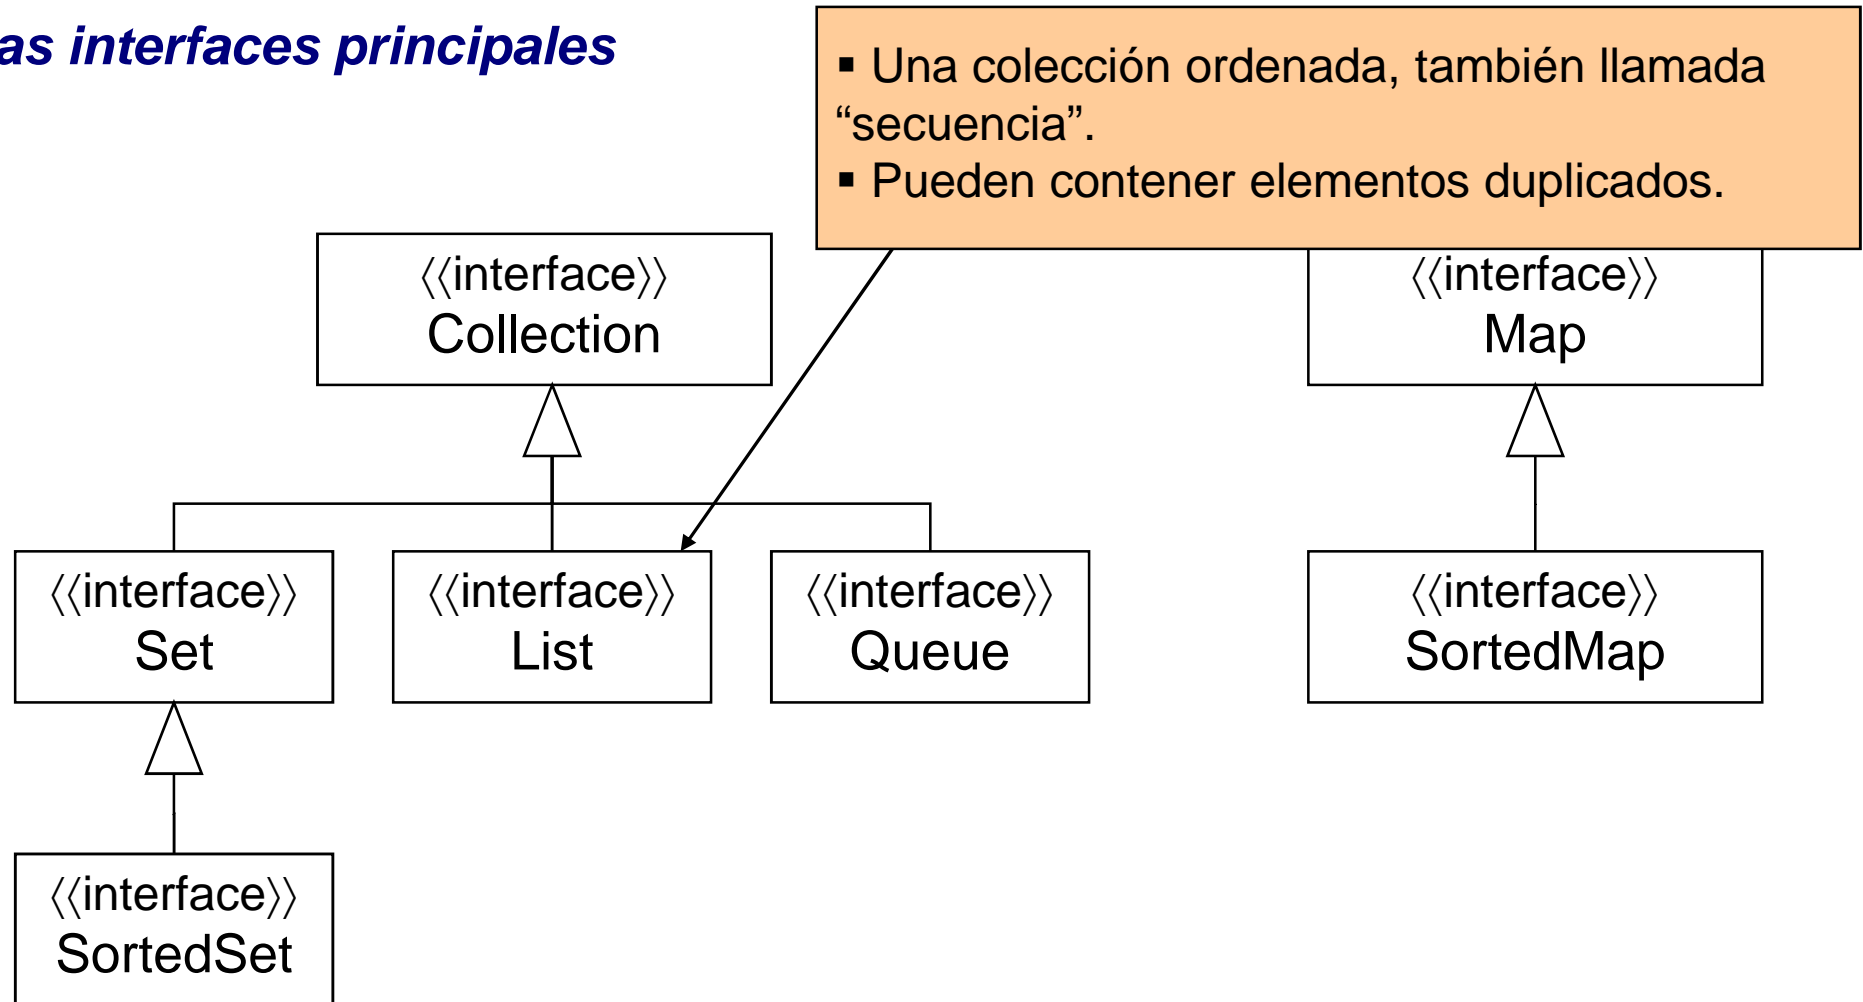 as interfaces principales
▪ Una colección ordenada, también llamada
“secuencia”.
▪ Pueden contener elementos duplicados.
〈〈interface〉〉
Collection
〈〈interface〉〉
Map
〈〈interface〉〉
Set
〈〈interface〉〉
List
〈〈interface〉〉
Queue
〈〈interface〉〉
SortedMap
〈〈interface〉〉
SortedSet